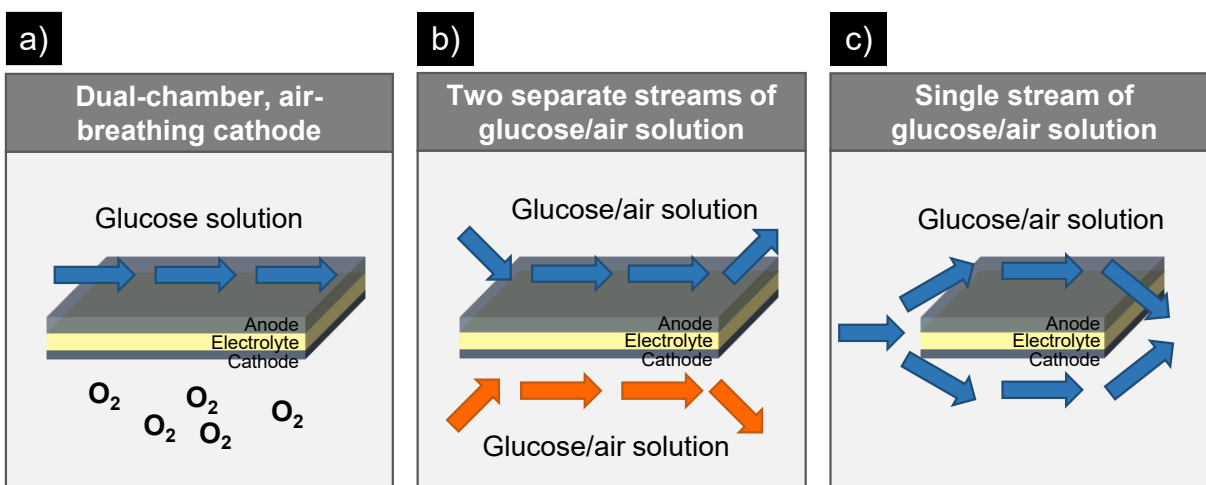 a)
Dual-chamber, air-
breathing cathode
Glucose solution
Anode
Electrolyte
Cathode
O₂
O₂
O₂
O₂
O₂
b)
Two separate streams of
glucose/air solution
Glucose/air solution
Anode
Electrolyte
Cathode
Glucose/air solution
c)
Single stream of
glucose/air solution
Glucose/air solution
Anode
Electrolyte
Cathode